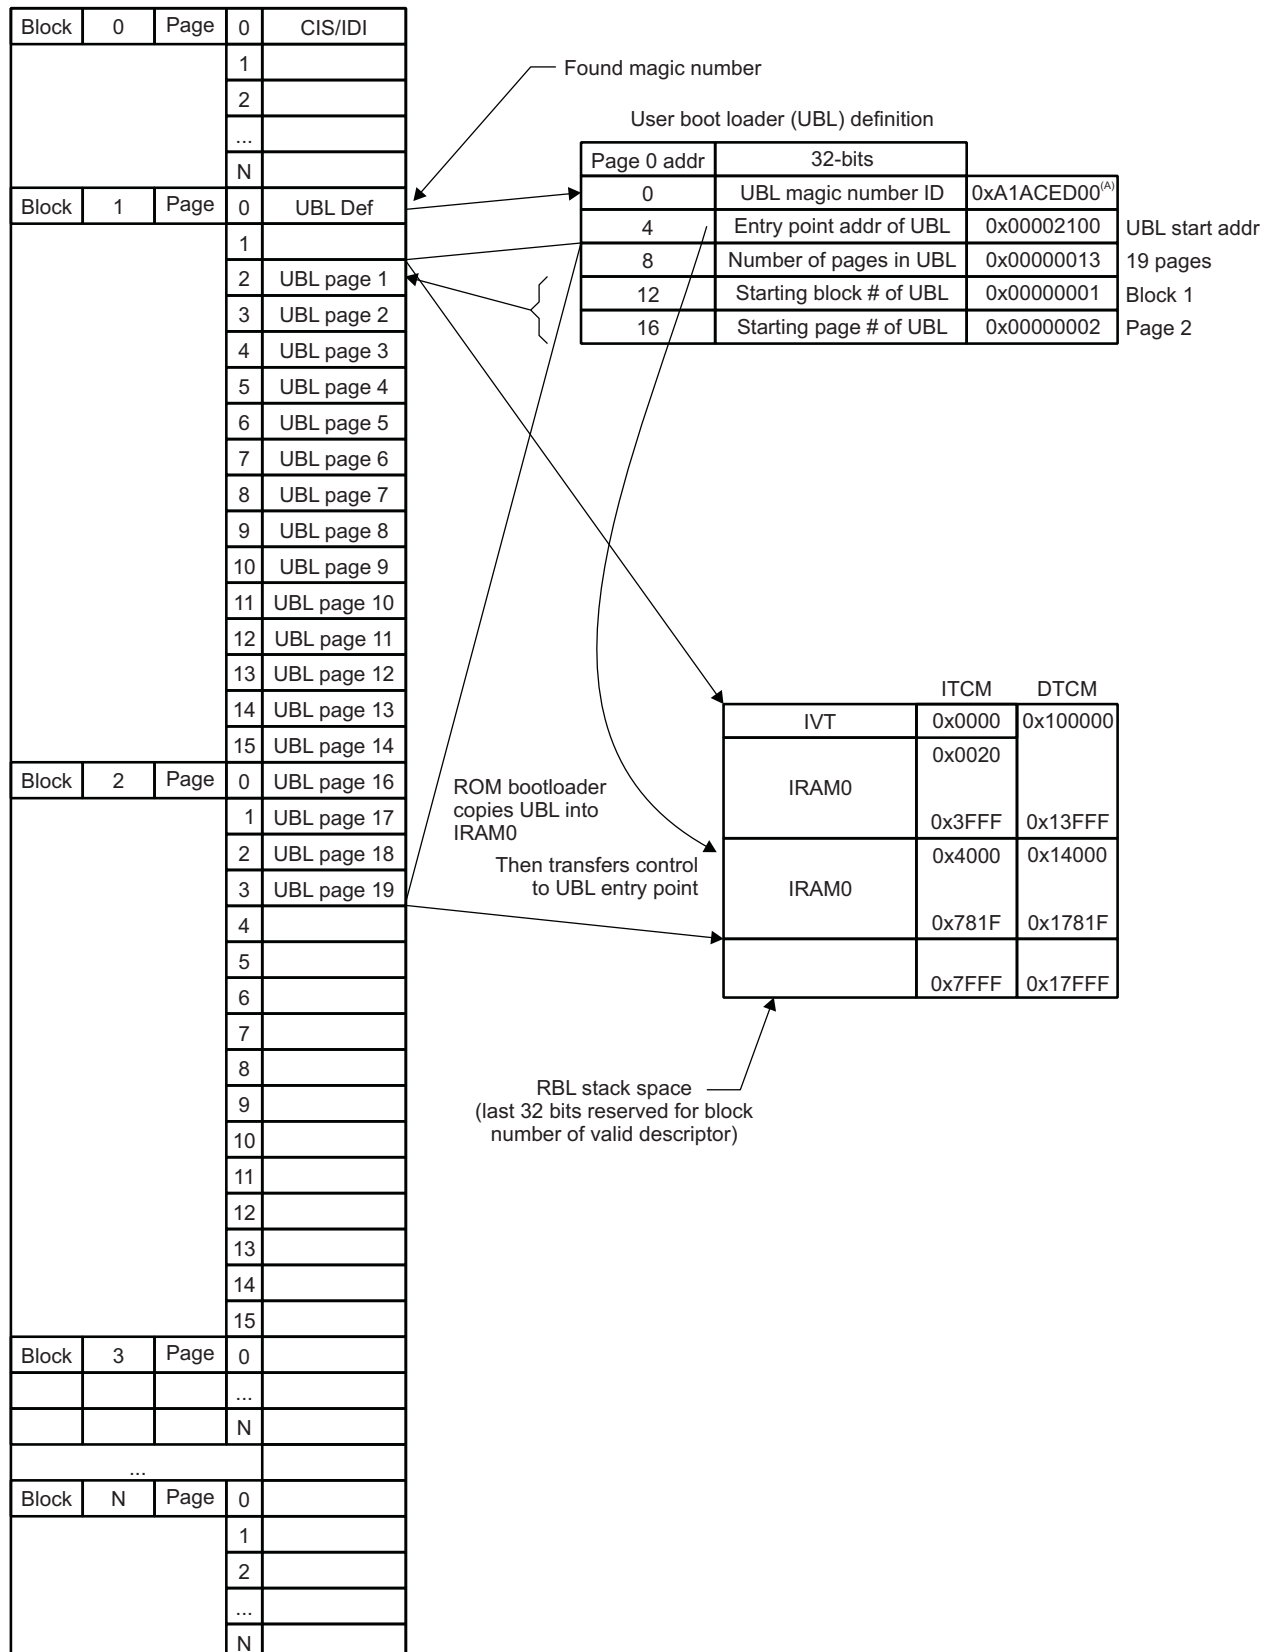 Block 0 Page 0 CIS/IDI
1
2
...
N
Block 1 Page 0 UBL Def
1
2 UBL page 1
3 UBL page 2
4 UBL page 3
5 UBL page 4
6 UBL page 5
7 UBL page 6
8 UBL page 7
9 UBL page 8
10 UBL page 9
11 UBL page 10
12 UBL page 11
13 UBL page 12
14 UBL page 13
15 UBL page 14
Block 2 Page 0 UBL page 16
1 UBL page 17
2 UBL page 18
3 UBL page 19
4
5
6
7
8
9
10
11
12
13
14
15
Block 3 Page 0
...
N
...
Block N Page 0
1
2
...
N
Found magic number
User boot loader (UBL) definition
Page 0 addr 32-bits
0 UBL magic number ID 0xA1ACED00(A)
4 Entry point addr of UBL 0x00002100 UBL start addr
8 Number of pages in UBL 0x00000013 19 pages
12 Starting block # of UBL 0x00000001 Block 1
16 Starting page # of UBL 0x00000002 Page 2
ROM bootloader
copies UBL into
IRAM0
Then transfers control
to UBL entry point
ITCM DTCM
IVT 0x0000 0x100000
0x0020
IRAM0
0x3FFF 0x13FFF
0x4000 0x14000
IRAM0
0x781F 0x1781F
0x7FFF 0x17FFF
RBL stack space
(last 32 bits reserved for block
number of valid descriptor)